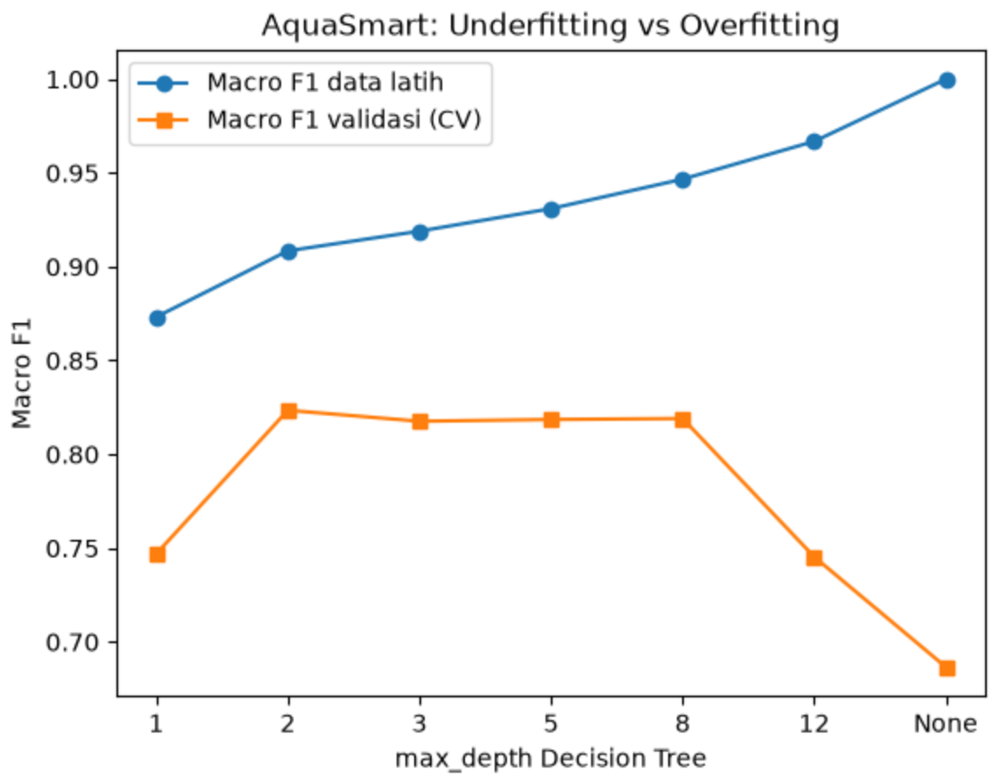 AquaSmart: Underfitting vs Overfitting
Macro F1 data latih
Macro F1 validasi (CV)
Macro F1
1.00
0.95
0.90
0.85
0.80
0.75
0.70
1 2 3 5 8 12 None
max_depth Decision Tree